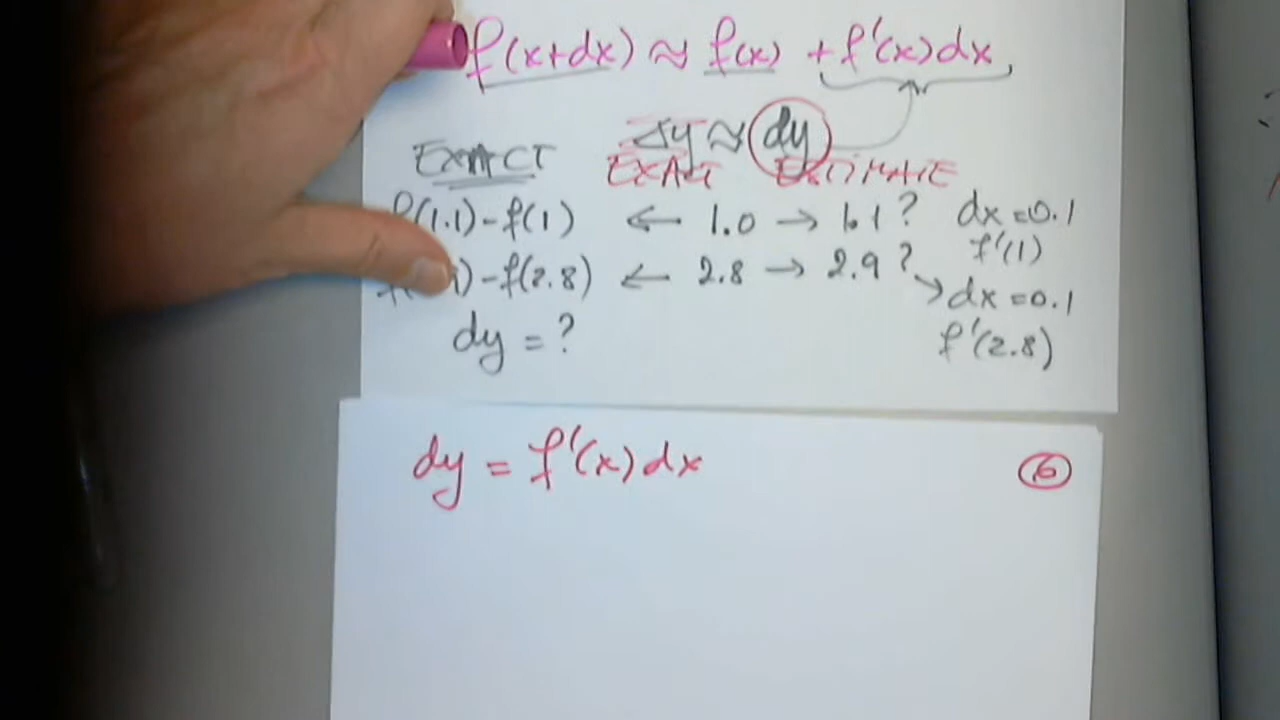 f(x+dx) ≈ f(x) + f'(x)dx
Δy ≈ dy
EXACT EXACT ESTIMATE
f(1.1)-f(1) ← 1.0 → 1.1? dx=0.1
f'(1)
)-f(2.8) ← 2.8 → 2.9? → dx=0.1
dy = ? f'(2.8)
dy = f'(x)dx 6